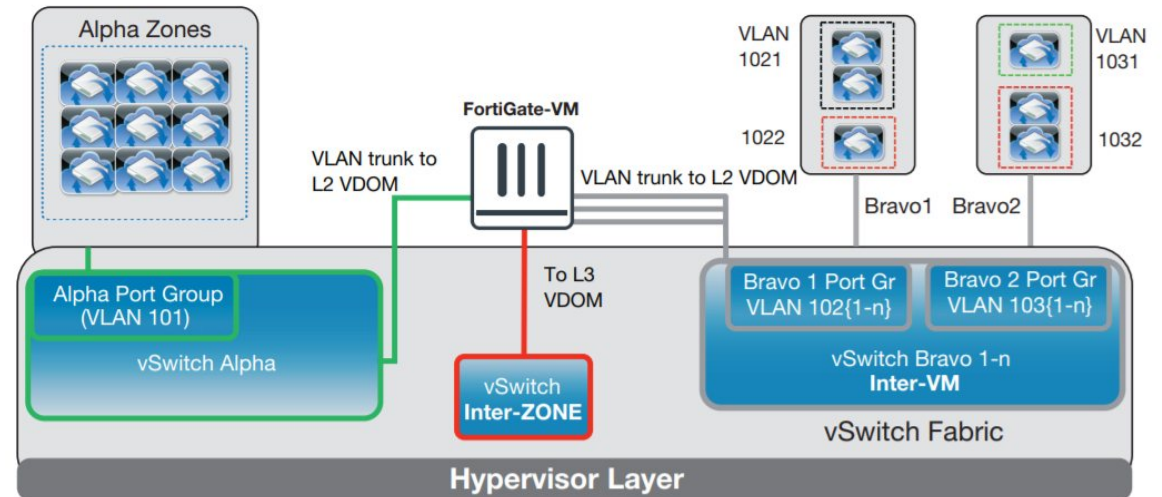 Alpha Zones
FortiGate-VM
VLAN trunk to
L2 VDOM
VLAN trunk to L2 VDOM
VLAN
1021
1022
VLAN
1031
1032
Bravo1
Bravo2
To L3
VDOM
Alpha Port Group
(VLAN 101)
vSwitch Alpha
vSwitch
Inter-ZONE
Bravo 1 Port Gr
VLAN 102{1-n}
Bravo 2 Port Gr
VLAN 103{1-n}
vSwitch Bravo 1-n
Inter-VM
vSwitch Fabric
Hypervisor Layer